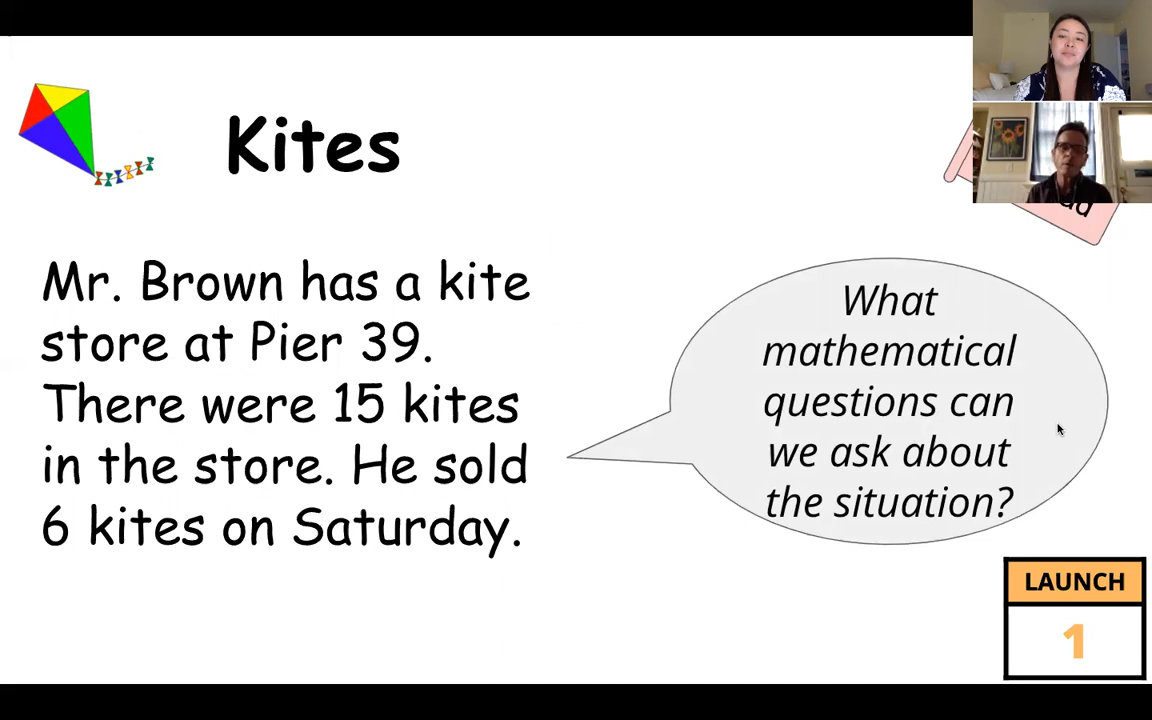 Kites
Mr. Brown has a kite
store at Pier 39.
There were 15 kites
in the store. He sold
6 kites on Saturday.
What
mathematical
questions can
we ask about
the situation?
LAUNCH
1